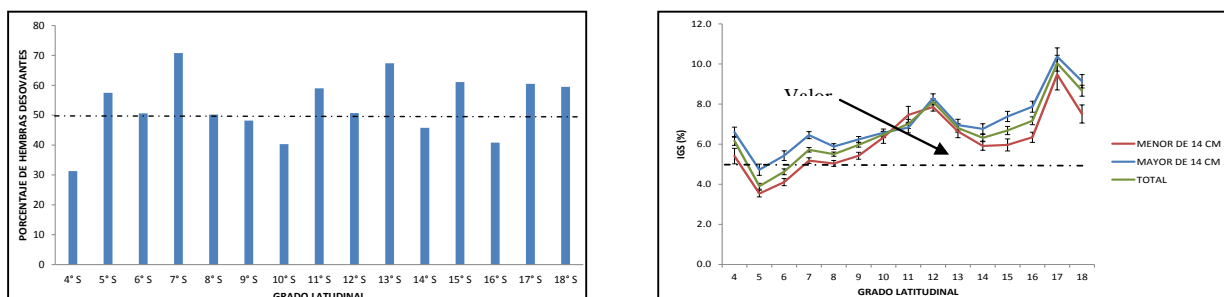 PORCENTAJE DE HEMBRAS DESOVANTES
80
70
60
50
40
30
20
10
0
4° S 5° S 6° S 7° S 8° S 9° S 10° S 11° S 12° S 13° S 14° S 15° S 16° S 17° S 18° S
GRADO LATUDINAL
IGS (%)
12.0
10.0
8.0
6.0
4.0
2.0
0.0
Valor
4 5 6 7 8 9 10 11 12 13 14 15 16 17 18
GRADO LATITUDINAL
MENOR DE 14 CM
MAYOR DE 14 CM
TOTAL